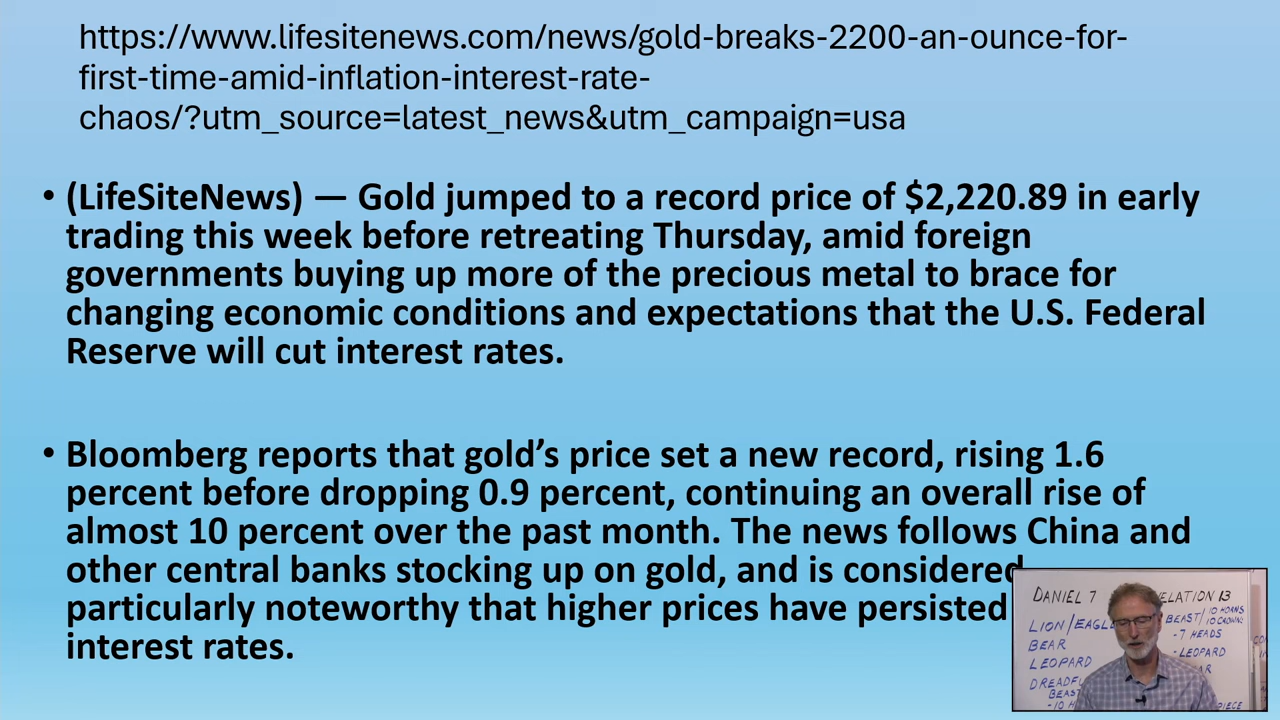 https://www.lifesitenews.com/news/gold-breaks-2200-an-ounce-for-
first-time-amid-inflation-interest-rate-
chaos/?utm_source=latest_news&utm_campaign=usa
• (LifeSiteNews) — Gold jumped to a record price of $2,220.89 in early
trading this week before retreating Thursday, amid foreign
governments buying up more of the precious metal to brace for
changing economic conditions and expectations that the U.S. Federal
Reserve will cut interest rates.
• Bloomberg reports that gold’s price set a new record, rising 1.6
percent before dropping 0.9 percent, continuing an overall rise of
almost 10 percent over the past month. The news follows China and
other central banks stocking up on gold, and is considered
particularly noteworthy that higher prices have persisted
interest rates.
DANIEL 7
LION/EAGLE
BEAR
LEOPARD
BEAST
-10
13
BEAST/10 HORNS
10 CROWNS
-7 HEADS
-LEOPARD